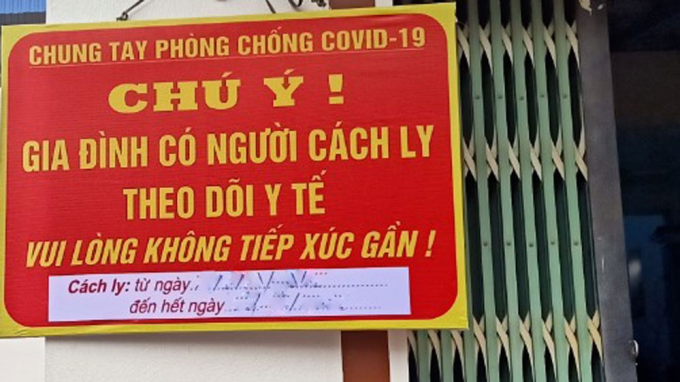 CHUNG TAY PHÒNG CHỐNG COVID-19
CHÚ Ý !
GIA ĐÌNH CÓ NGƯỜI CÁCH LY
THEO DÕI Y TẾ
VUI LÒNG KHÔNG TIẾP XÚC GẦN !
Cách ly: từ ngày
đến hết ngày